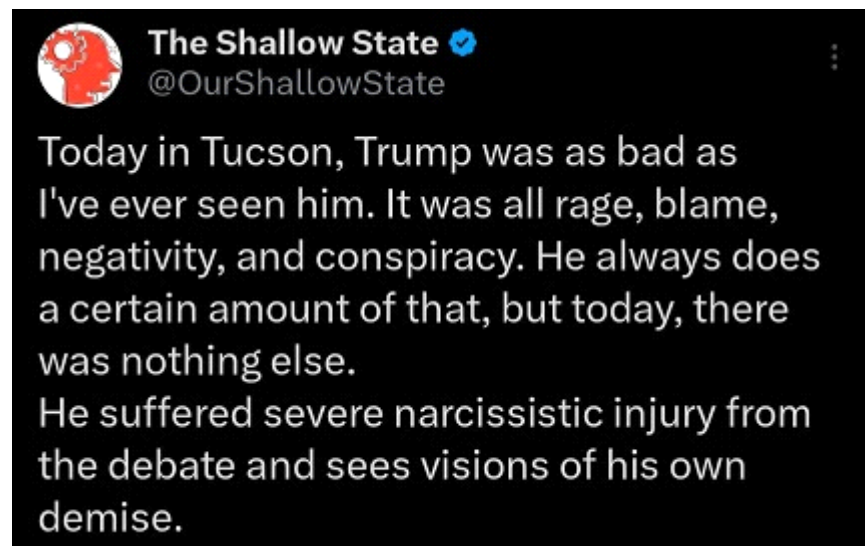 The Shallow State
@OurShallowState
Today in Tucson, Trump was as bad as
I've ever seen him. It was all rage, blame,
negativity, and conspiracy. He always does
a certain amount of that, but today, there
was nothing else.
He suffered severe narcissistic injury from
the debate and sees visions of his own
demise.